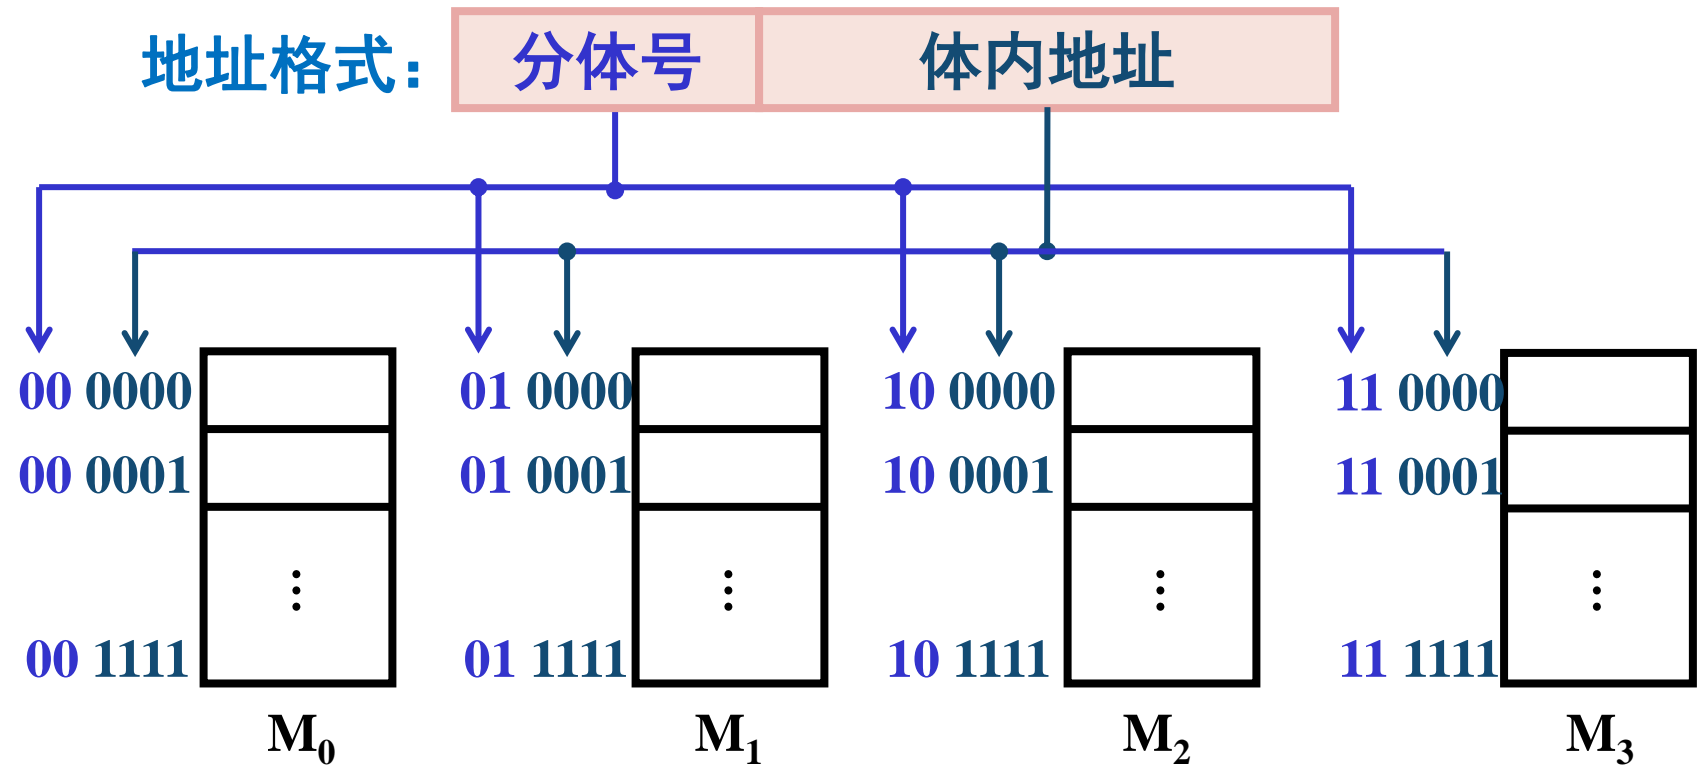 地址格式： 分体号 体内地址
00 0000 01 0000 10 0000 11 0000
00 0001 01 0001 10 0001 11 0001
⋮ ⋮ ⋮ ⋮
00 1111 01 1111 10 1111 11 1111
M₀ M₁ M₂ M₃